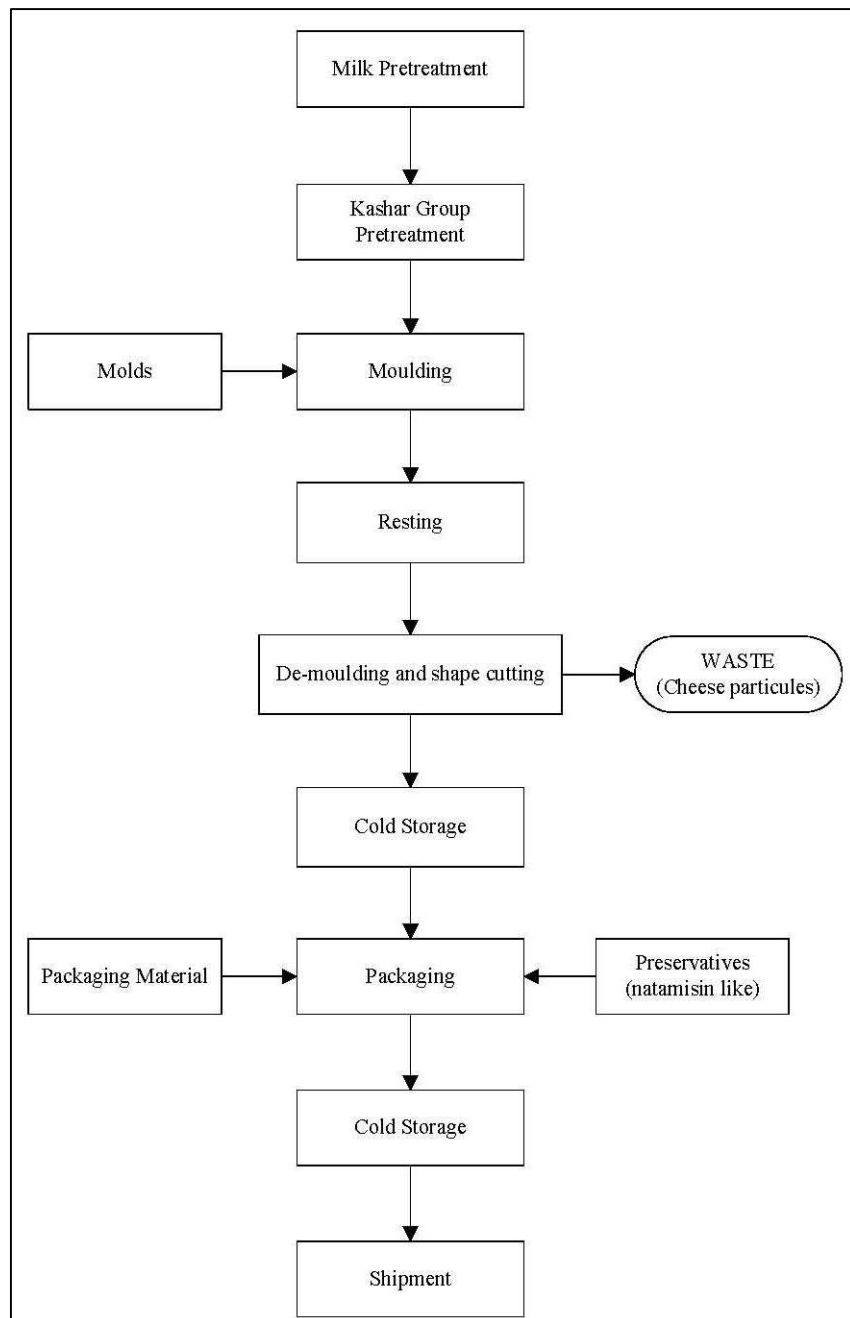 Milk Pretreatment
Kashar Group
Pretreatment
Molds
Moulding
Resting
De-moulding and shape cutting
WASTE
(Cheese particules)
Cold Storage
Packaging Material
Packaging
Preservatives
(natamisin like)
Cold Storage
Shipment